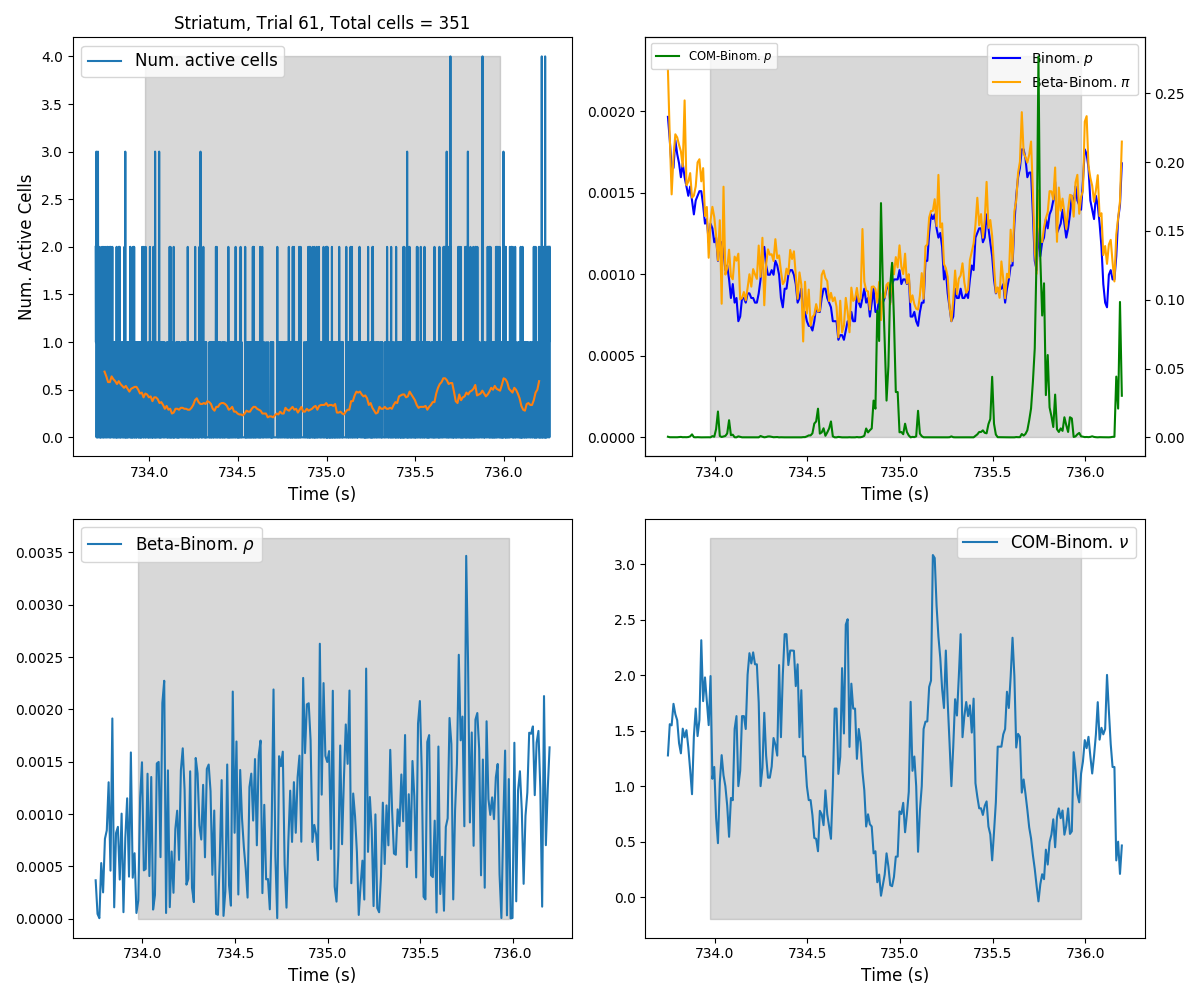 Striatum, Trial 61, Total cells = 351
Num. active cells
4.0
3.5
3.0
2.5
2.0
1.5
1.0
0.5
0.0
Num. Active Cells
734.0 734.5 735.0 735.5 736.0
Time (s)
COM-Binom. p
Binom. p
Beta-Binom. π
0.0020
0.0015
0.0010
0.0005
0.0000
0.25
0.20
0.15
0.10
0.05
0.00
734.0 734.5 735.0 735.5 736.0
Time (s)
Beta-Binom. ρ
0.0035
0.0030
0.0025
0.0020
0.0015
0.0010
0.0005
0.0000
734.0 734.5 735.0 735.5 736.0
Time (s)
COM-Binom. ν
3.0
2.5
2.0
1.5
1.0
0.5
0.0
734.0 734.5 735.0 735.5 736.0
Time (s)